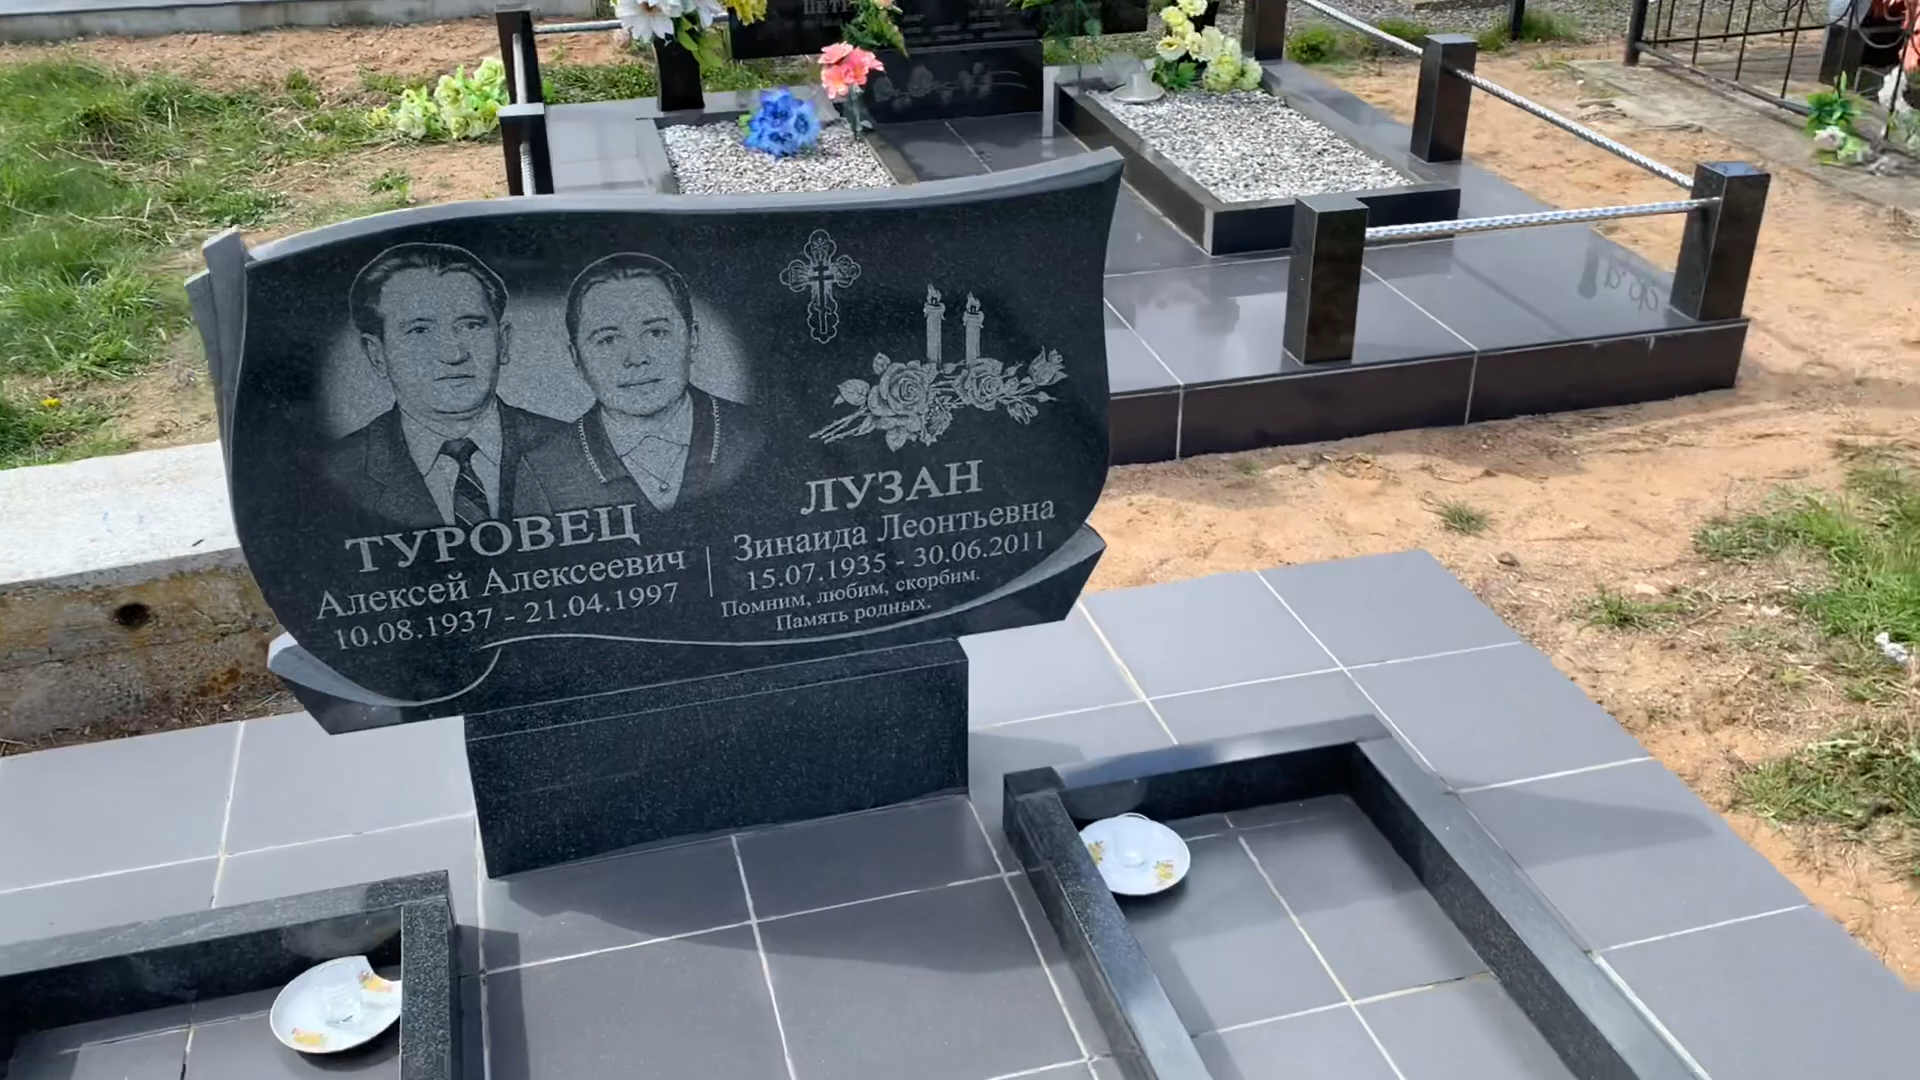 ТУРОВЕЦ
Алексей Алексеевич
10.08.1937 - 21.04.1997
ЛУЗАН
Зинаида Леонтьевна
15.07.1935 - 30.06.2011
Помним, любим, скорбим.
Память родных.